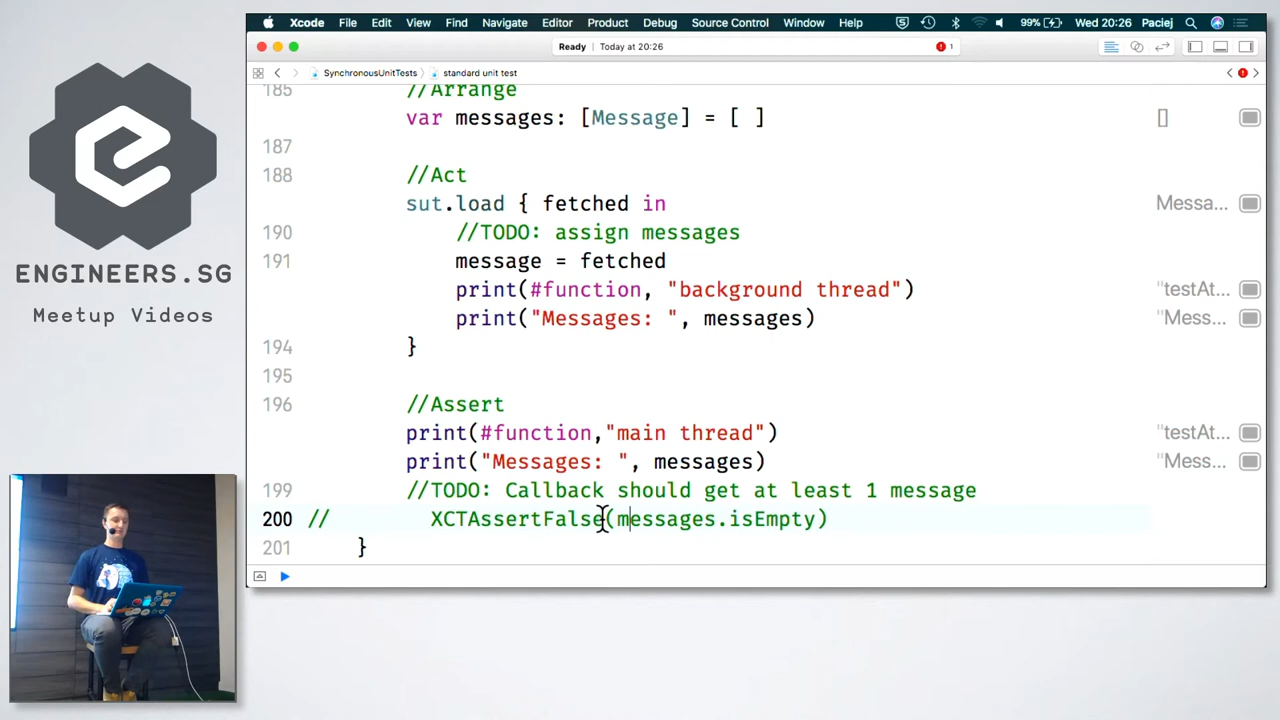 Xcode File Edit View Find Navigate Editor Product Debug Source Control Window Help 5 99% Wed 20:26 Paciej
Ready | Today at 20:26 1
SynchronousUnitTests standard unit test
185 //Arrange
var messages: [Message] = [ ] []
187
188 //Act
sut.load { fetched in Messa...
190 //TODO: assign messages
191 message = fetched
print(#function, "background thread") "testAt...
print("Messages: ", messages) "Mess...
194 }
195
196 //Assert
print(#function,"main thread") "testAt...
print("Messages: ", messages) "Mess...
199 //TODO: Callback should get at least 1 message
200 // XCTAssertFalse(messages.isEmpty)
201 }
ENGINEERS.SG
Meetup Videos